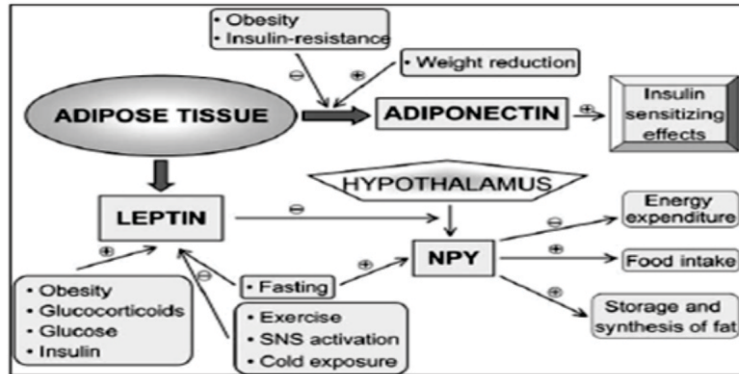 • Obesity
• Insulin-resistance
⊖
⊕
• Weight reduction
ADIPOSE TISSUE
ADIPONECTIN
⊕
Insulin
sensitizing
effects
HYPOTHALAMUS
LEPTIN
⊖
NPY
⊖
Energy
expenditure
⊕
Food intake
⊕
Storage and
synthesis of fat
⊕
• Obesity
• Glucocorticoids
• Glucose
• Insulin
⊖
• Fasting
⊕
• Exercise
• SNS activation
• Cold exposure